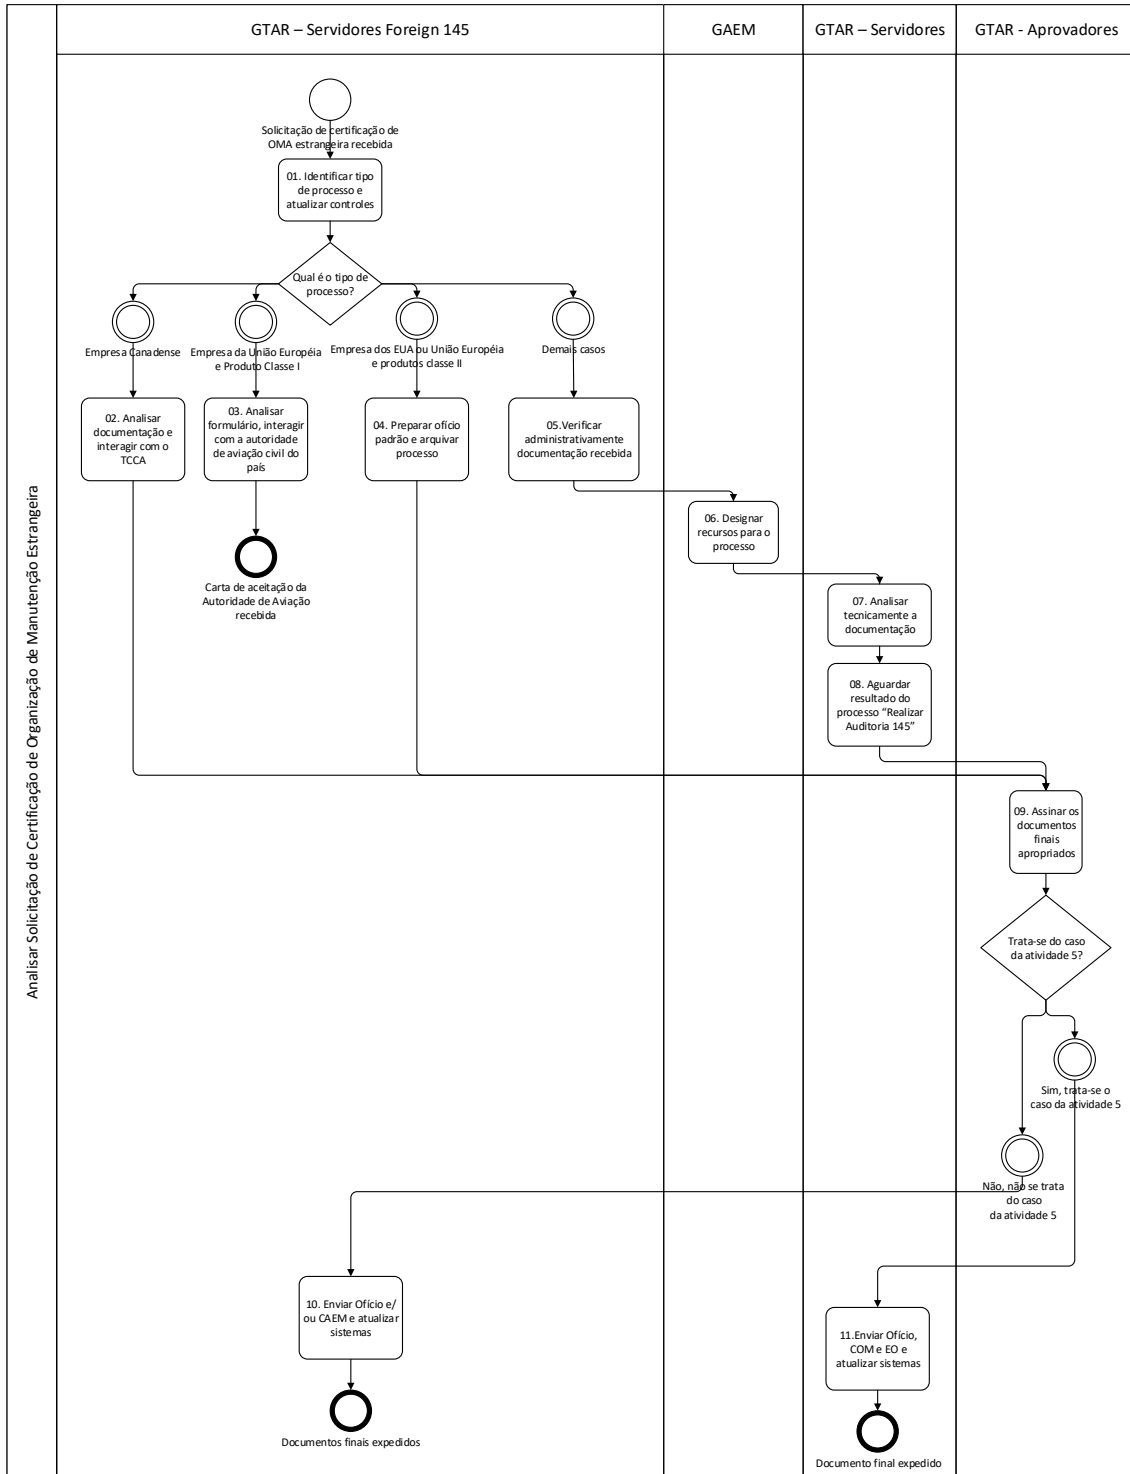 Analisar Solicitação de Certificação de Organização de Manutenção Estrangeira
GTAR – Servidores Foreign 145
GAEM
GTAR – Servidores
GTAR - Aprovadores
Solicitação de certificação de
OMA estrangeira recebida
01. Identificar tipo
de processo e
atualizar controles
Qual é o tipo de
processo?
Empresa Canadense
Empresa da União Européia
e Produto Classe I
Empresa dos EUA ou União Européia
e produtos classe II
Demais casos
02. Analisar
documentação e
interagir com o
TCCA
03. Analisar
formulário, interagir
com a autoridade
de aviação civil do
país
04. Preparar ofício
padrão e arquivar
processo
05.Verificar
administrativamente
documentação recebida
06. Designar
recursos para o
processo
Carta de aceitação da
Autoridade de Aviação
recebida
07. Analisar
tecnicamente a
documentação
08. Aguardar
resultado do
processo “Realizar
Auditoria 145”
09. Assinar os
documentos
finais
apropriados
Trata-se do caso
da atividade 5?
Sim, trata-se o
caso da atividade 5
Não, não se trata
do caso
da atividade 5
10. Enviar Ofício e/
ou CAEM e atualizar
sistemas
11.Enviar Ofício,
COM e EO e
atualizar sistemas
Documentos finais expedidos
Documento final expedido